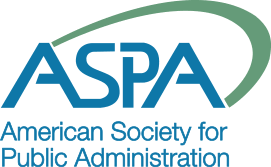 ASPA
American Society for
Public Administration